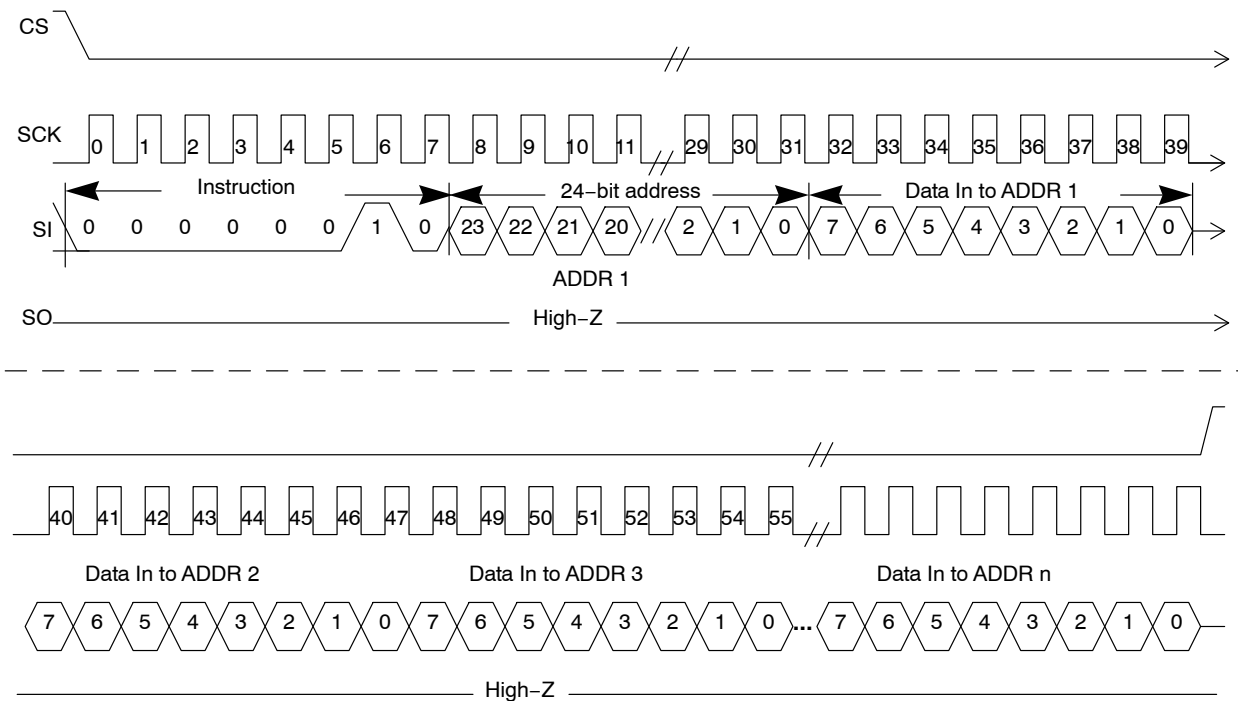 CS
SCK
0 1 2 3 4 5 6 7 8 9 10 11 29 30 31 32 33 34 35 36 37 38 39
Instruction 24−bit address Data In to ADDR 1
SI 0 0 0 0 0 0 1 0 23 22 21 20 2 1 0 7 6 5 4 3 2 1 0
ADDR 1
SO High−Z
40 41 42 43 44 45 46 47 48 49 50 51 52 53 54 55
Data In to ADDR 2 Data In to ADDR 3 Data In to ADDR n
7 6 5 4 3 2 1 0 7 6 5 4 3 2 1 0 ... 7 6 5 4 3 2 1 0
High−Z